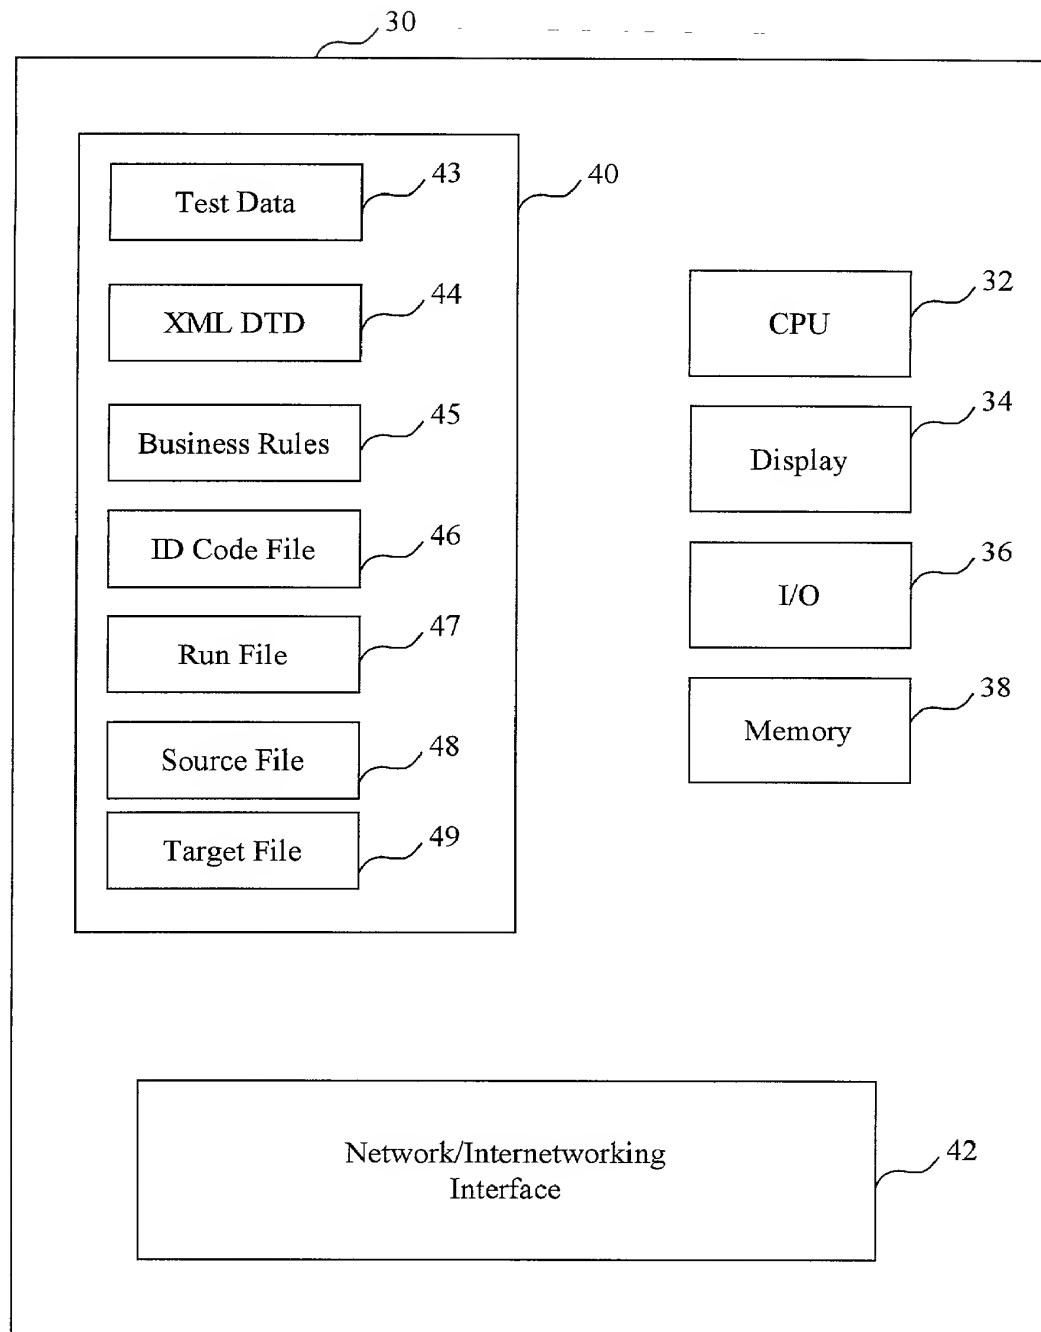 30
43
40
Test Data
44
32
XML DTD
CPU
45
34
Business Rules
Display
46
36
ID Code File
I/O
47
Run File
38
48
Memory
Source File
49
Target File
42
Network/Internetworking
Interface